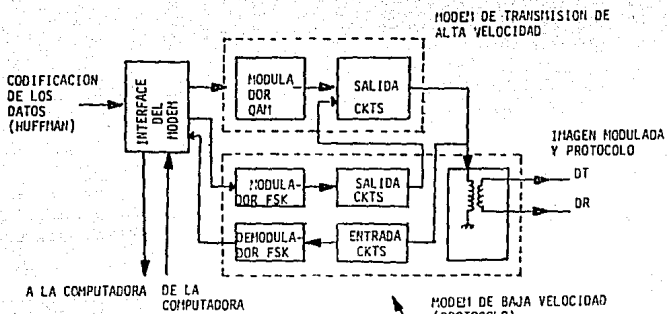 MODEM DE TRANSMISION DE
ALTA VELOCIDAD
CODIFICACION
DE LOS
DATOS
(HUFFMAN)
INTERFACE
DEL
MODEM
MODULA
DOR
QAM
SALIDA
CKTS
IMAGEN MODULADA
Y PROTOCOLO
DT
DR
MODULA-
DOR FSK
SALIDA
CKTS
DEMODULA-
DOR FSK
ENTRADA
CKTS
A LA COMPUTADORA
DE LA
COMPUTADORA
MODEM DE BAJA VELOCIDAD
(PROTOCOLO)